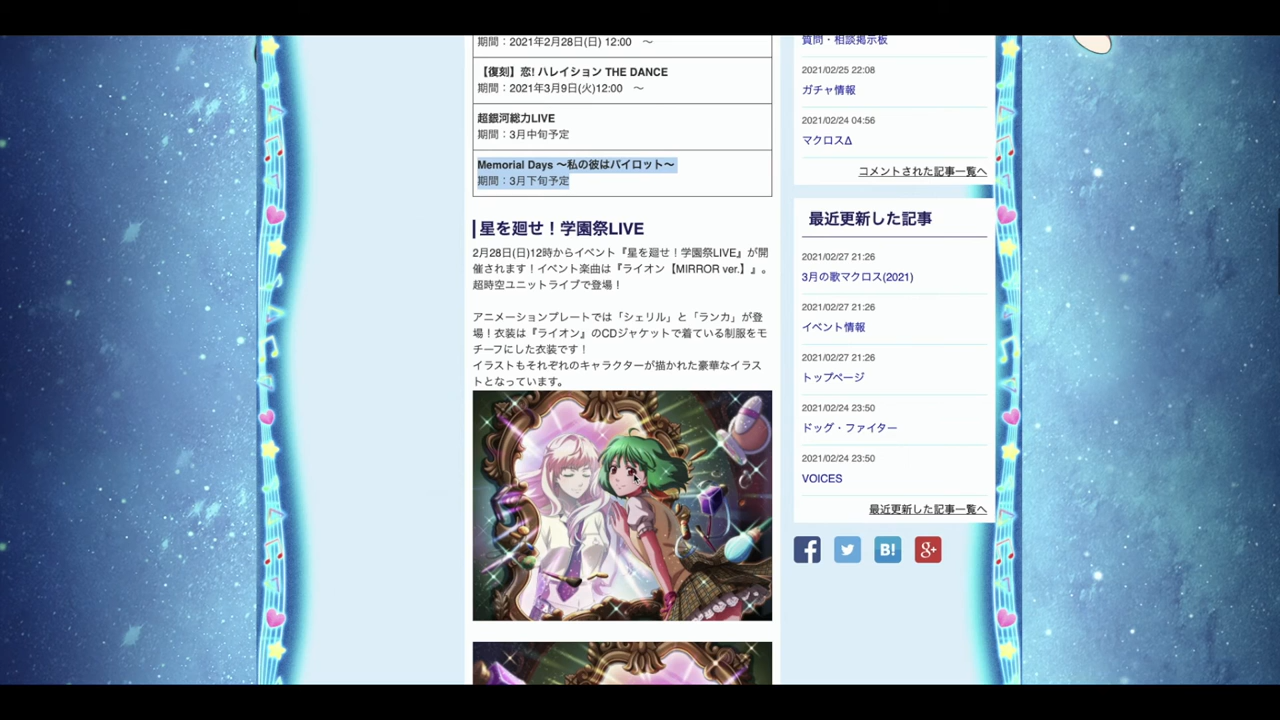 期間：2021年2月28日(日) 12:00　～
【復刻】恋! ハレイション THE DANCE
期間：2021年3月9日(火)12:00　～
超銀河総力LIVE
期間：3月中旬予定
Memorial Days ～私の彼はパイロット～
期間：3月下旬予定
星を廻せ！学園祭LIVE
2月28日(日)12時からイベント『星を廻せ！学園祭LIVE』が開
催されます！イベント楽曲は『ライオン【MIRROR ver.】』。
超時空ユニットライブで登場！
アニメーションプレートでは「シェリル」と「ランカ」が登
場！衣装は『ライオン』のCDジャケットで着ている制服をモ
チーフにした衣装です！
イラストもそれぞれのキャラクターが描かれた豪華なイラス
トとなっています。
質問・相談掲示板
2021/02/25 22:08
ガチャ情報
2021/02/24 04:56
マクロスΔ
コメントされた記事一覧へ
最近更新した記事
2021/02/27 21:26
3月の歌マクロス(2021)
2021/02/27 21:26
イベント情報
2021/02/27 21:26
トップページ
2021/02/24 23:50
ドッグ・ファイター
2021/02/24 23:50
VOICES
最近更新した記事一覧へ
B!
g+